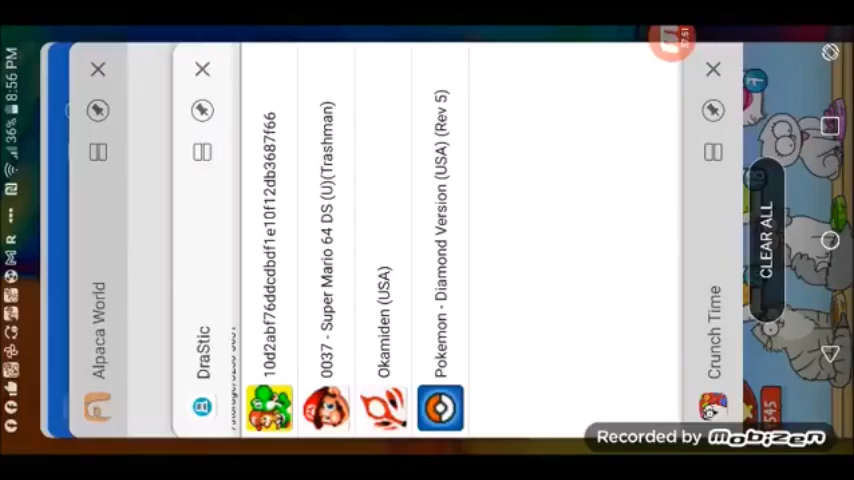 8:56 PM
36%
R
Alpaca World
DraStic
10d2abf76ddcdbdf1e10f12db3687f66
0037 - Super Mario 64 DS (U)(Trashman)
Okamiden (USA)
Pokemon - Diamond Version (USA) (Rev 5)
Crunch Time
CLEAR ALL
545
Recorded by mobizen